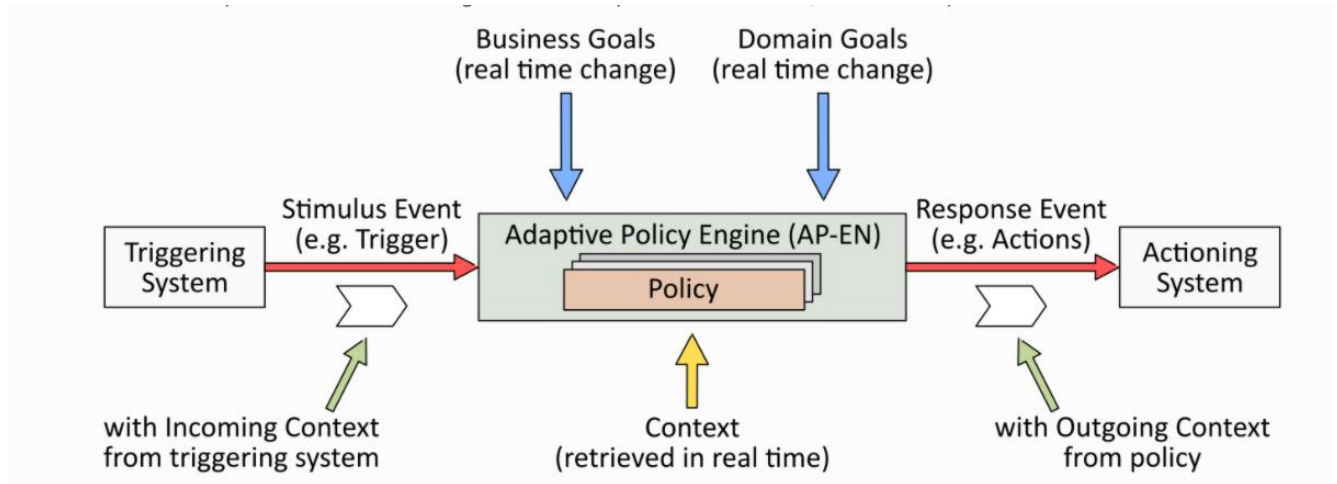 Business Goals
(real time change)
Domain Goals
(real time change)
Stimulus Event
(e.g. Trigger)
Response Event
(e.g. Actions)
Triggering
System
Adaptive Policy Engine (AP-EN)
Policy
Actioning
System
with Incoming Context
from triggering system
Context
(retrieved in real time)
with Outgoing Context
from policy